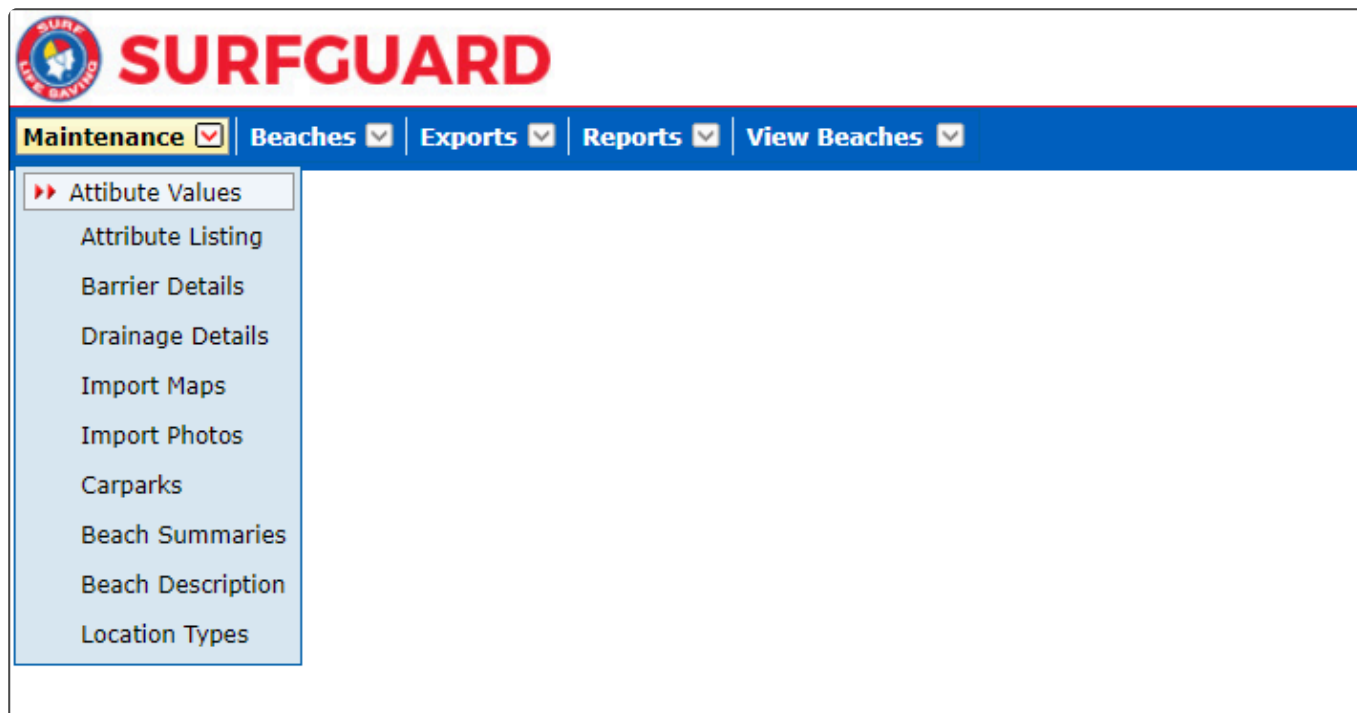 SURF
LIFE SAVING
SURFGUARD
Maintenance Beaches Exports Reports View Beaches
Attibute Values
Attribute Listing
Barrier Details
Drainage Details
Import Maps
Import Photos
Carparks
Beach Summaries
Beach Description
Location Types